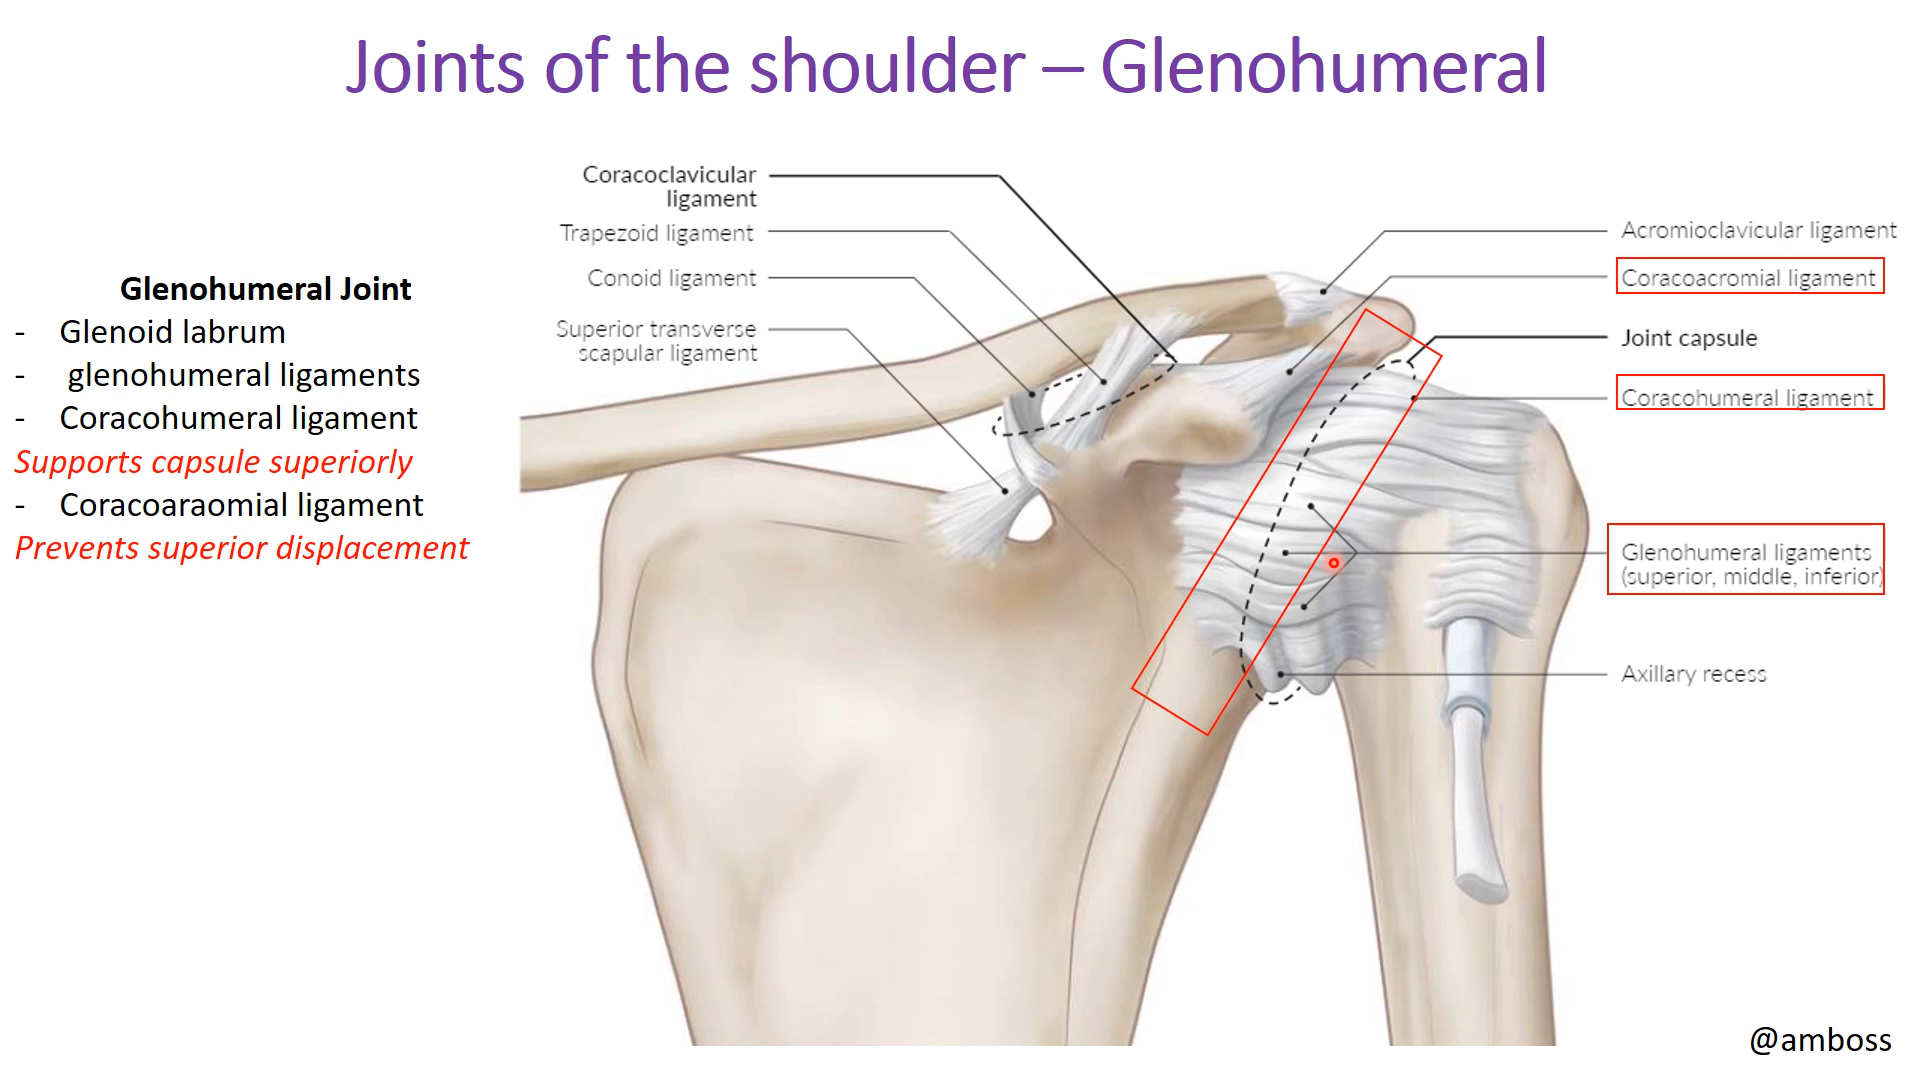 Joints of the shoulder – Glenohumeral
Glenohumeral Joint
- Glenoid labrum
- glenohumeral ligaments
- Coracohumeral ligament
Supports capsule superiorly
- Coracoaraomial ligament
Prevents superior displacement
Coracoclavicular
ligament
Trapezoid ligament
Conoid ligament
Superior transverse
scapular ligament
Acromioclavicular ligament
Coracoacromial ligament
Joint capsule
Coracohumeral ligament
Glenohumeral ligaments
(superior, middle, inferior)
Axillary recess
@amboss